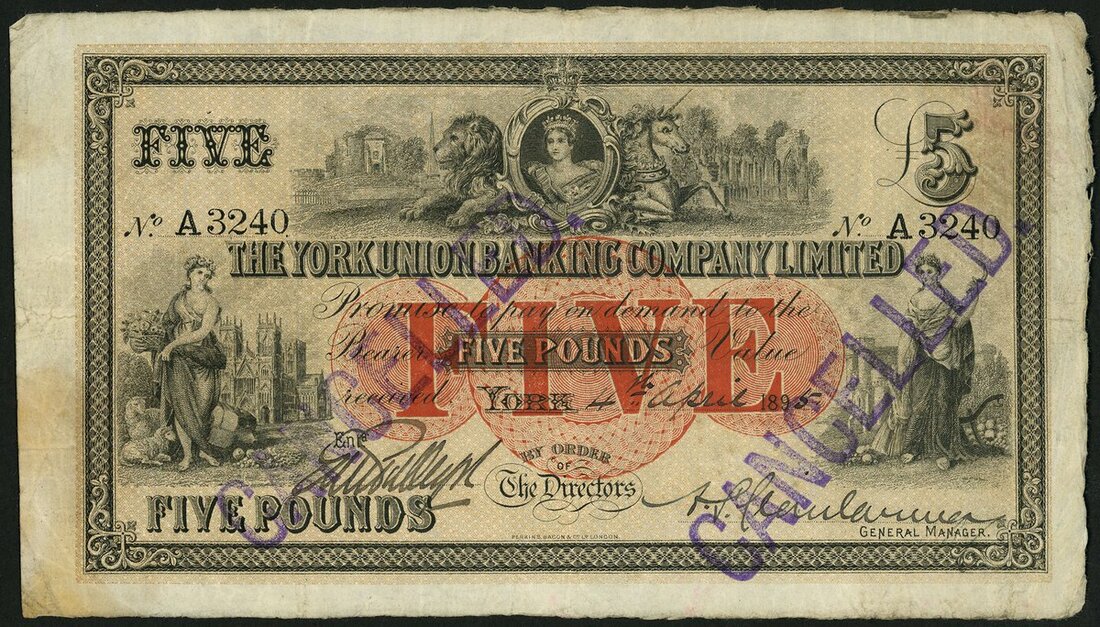 FIVE
£5
No. A 3240
No. A 3240
THE YORK UNION BANKING COMPANY LIMITED
Promise to pay on demand to the
Bearer FIVE POUNDS Value
received YORK 4th April 1895
FIVE
CANCELLED.
CANCELLED.
Entd.
BY ORDER
OF
The Directors
FIVE POUNDS
GENERAL MANAGER.
PERKINS, BACON & Co. Ld. LONDON.